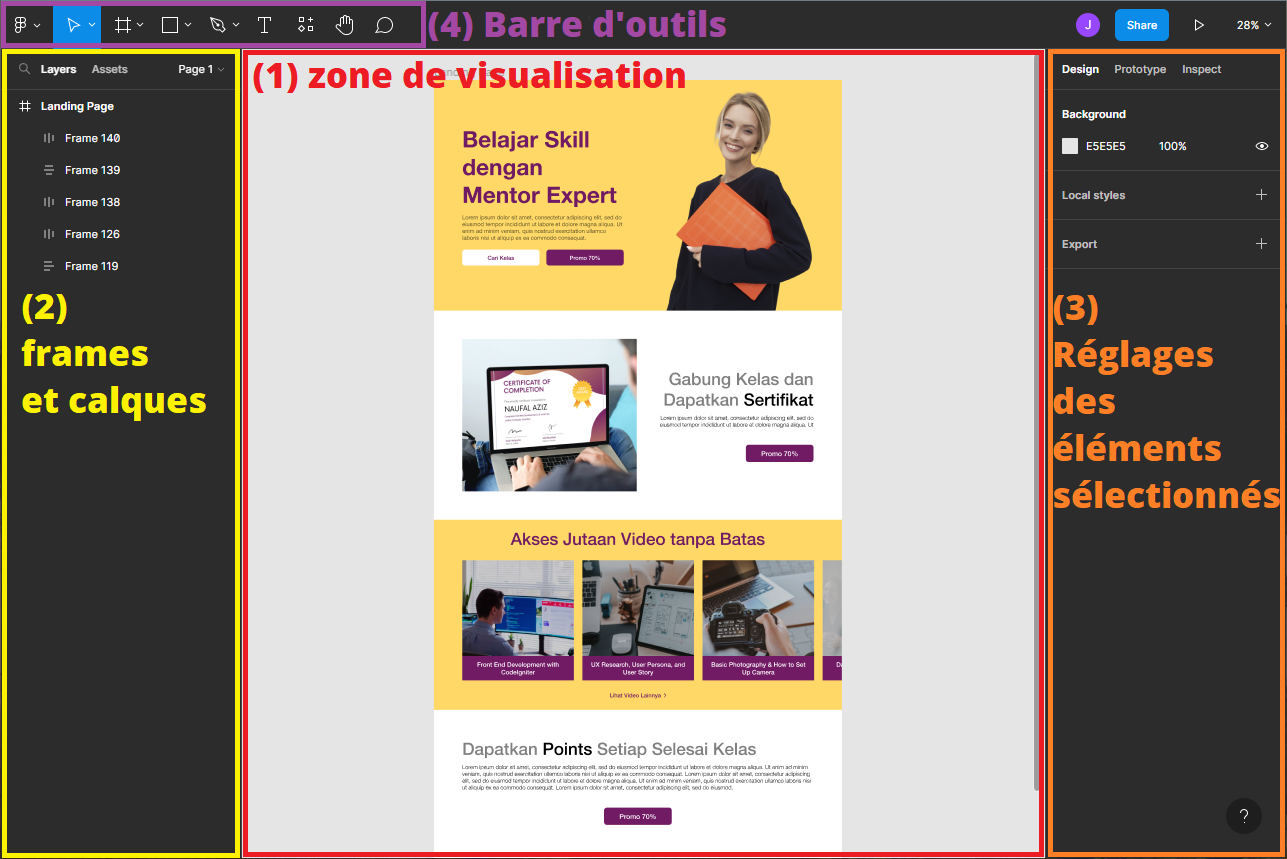 (4) Barre d'outils
Share
28%
J
Layers
Assets
Page 1
Landing Page
Frame 140
Frame 139
Frame 138
Frame 126
Frame 119
(2)
frames
et calques
(1) zone de visualisation
Belajar Skill
dengan
Mentor Expert
Lorem ipsum dolor sit amet, consectetur adipiscing elit, sed do
eiusmod tempor incididunt ut labore et dolore magna aliqua. Ut
enim ad minim veniam, quis nostrud exercitation ullamco
laboris nisi ut aliquip ex ea commodo consequat.
Cari Kelas
Promo 70%
CERTIFICATE OF
COMPLETION
NAUFAL AZIZ
Gabung Kelas dan
Dapatkan Sertifikat
Lorem ipsum dolor sit amet, consectetur adipiscing elit, sed do
eiusmod tempor incididunt ut labore et dolore magna aliqua. Ut
Promo 70%
Akses Jutaan Video tanpa Batas
Front End Development with
CodeIgniter
UX Research, User Persona, and
User Story
Basic Photography & How to Set
Up Camera
Lihat Video Lainnya >
Dapatkan Points Setiap Selesai Kelas
Lorem ipsum dolor sit amet, consectetur adipiscing elit, sed do eiusmod tempor incididunt ut labore et dolore magna aliqua. Ut enim ad minim
veniam, quis nostrud exercitation ullamco laboris nisi ut aliquip ex ea commodo consequat. Lorem ipsum dolor sit amet, consectetur adipiscing
elit, sed do eiusmod tempor incididunt ut labore et dolore magna aliqua. Ut enim ad minim veniam, quis nostrud exercitation ullamco laboris nisi
ut aliquip ex ea commodo consequat. Lorem ipsum dolor sit amet, consectetur adipiscing elit, sed do eiusmod.
Promo 70%
Design
Prototype
Inspect
Background
E5E5E5
100%
Local styles
Export
(3)
Réglages
des
éléments
sélectionnés
?